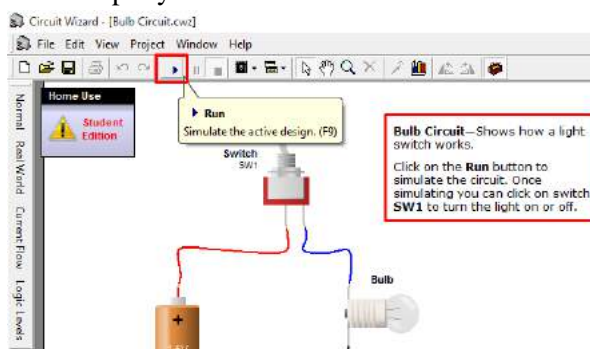 Circuit Wizard - [Bulb Circuit.cwz]
File Edit View Project Window Help
Home Use
Student
Edition
Run
Simulate the active design. (F9)
Switch
SW1
Bulb Circuit—Shows how a light
switch works.
Click on the Run button to
simulate the circuit. Once
simulating you can click on switch
SW1 to turn the light on or off.
Normal
Real World
Current Flow
Logic Levels
Bulb
+